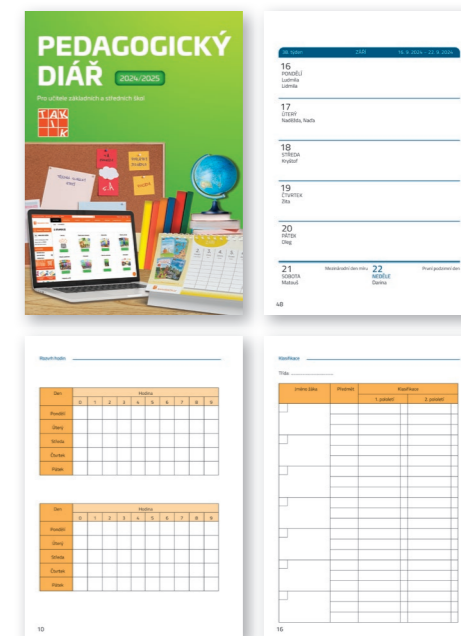 PEDAGOGICKÝ
DIÁŘ 2024/2025
Pro učitele základních a středních škol
TAK
I
K
38. týden ZÁŘÍ 16. 9. 2024 – 22. 9. 2024
16
PONDĚLÍ
Ludmila
Ludmila
17
ÚTERÝ
Naděžda, Naďa
18
STŘEDA
Kryštof
19
ČTVRTEK
Zita
20
PÁTEK
Oleg
21 Mezinárodní den míru 22
SOBOTA NEDĚLE
Matouš Darina
48
Rozvrh hodin
Den Hodina
0 1 2 3 4 5 6 7 8 9
Pondělí
Úterý
Středa
Čtvrtek
Pátek
Den Hodina
0 1 2 3 4 5 6 7 8 9
Pondělí
Úterý
Středa
Čtvrtek
Pátek
10
Klasifikace
Třída:
Jméno žáka Předmět Klasifikace
1. pololetí 2. pololetí
16